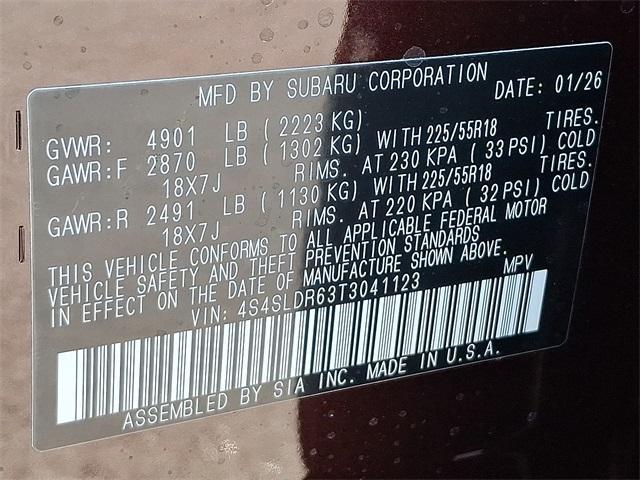 MFD BY SUBARU CORPORATION DATE: 01/26
GVWR: 4901 LB ( 2223 KG)
GAWR:F 2870 LB ( 1302 KG) WITH 225/55R18 TIRES.
18X7J RIMS. AT 230 KPA ( 33 PSI) COLD
GAWR:R 2491 LB ( 1130 KG) WITH 225/55R18 TIRES.
18X7J RIMS. AT 220 KPA ( 32 PSI) COLD
THIS VEHICLE CONFORMS TO ALL APPLICABLE FEDERAL MOTOR
VEHICLE SAFETY AND THEFT PREVENTION STANDARDS
IN EFFECT ON THE DATE OF MANUFACTURE SHOWN ABOVE.
VIN: 4S4SLDR63T3041123 MPV
ASSEMBLED BY SIA INC. MADE IN U.S.A.